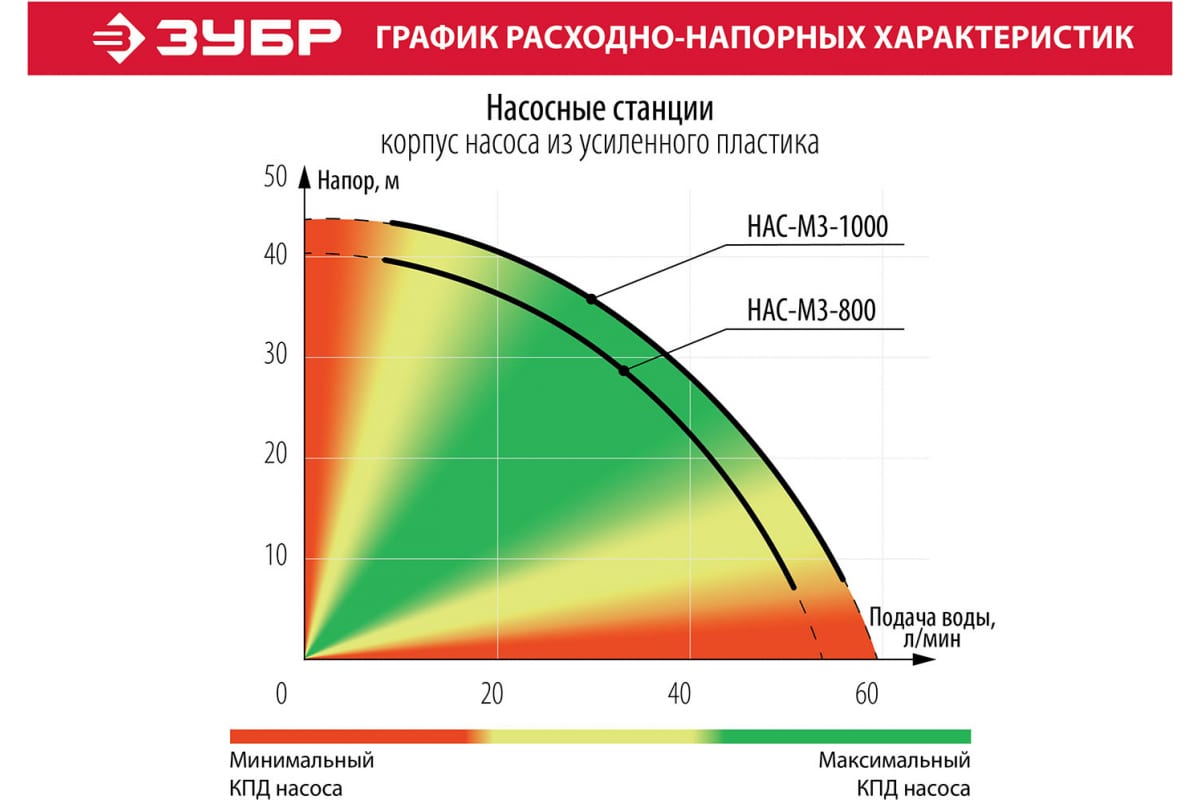 ЗУБР ГРАФИК РАСХОДНО-НАПОРНЫХ ХАРАКТЕРИСТИК
Насосные станции
корпус насоса из усиленного пластика
50 Напор, м
НАС-М3-1000
40
НАС-М3-800
30
20
10
Подача воды,
л/мин
0 20 40 60
Минимальный
КПД насоса
Максимальный
КПД насоса